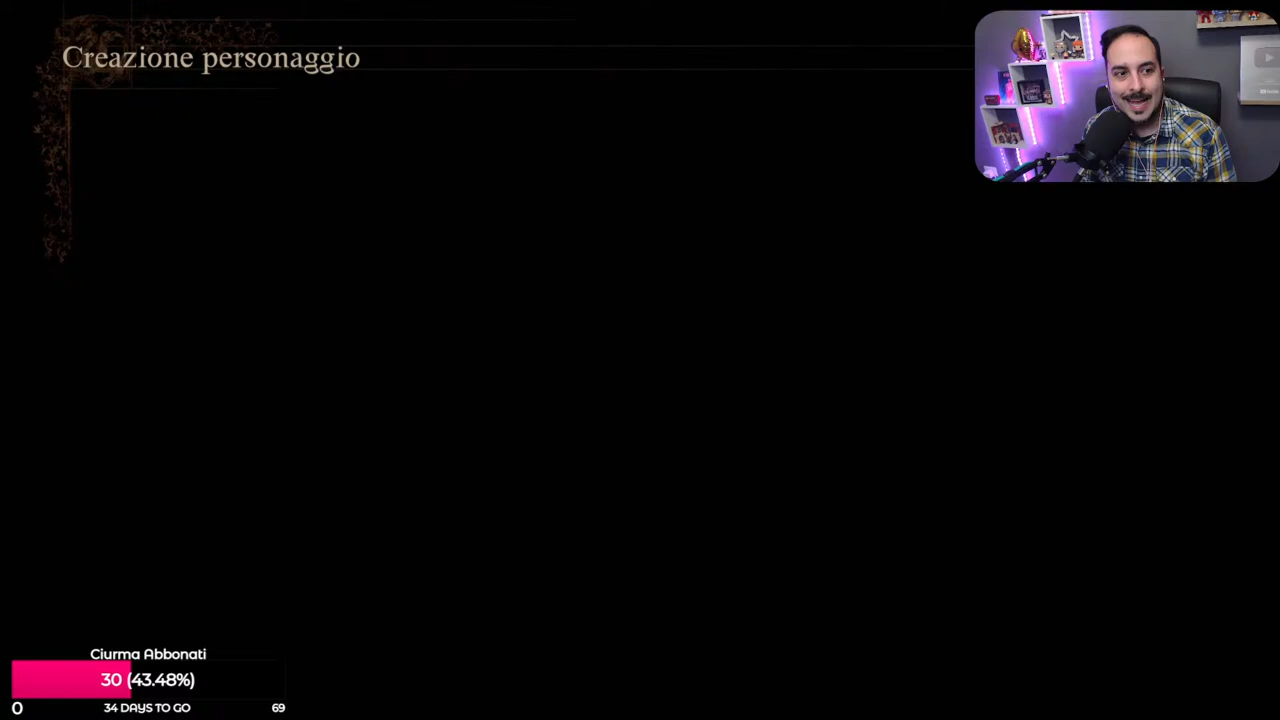 Creazione personaggio
Ciurma Abbonati
30 (43.48%)
0
34 DAYS TO GO
69